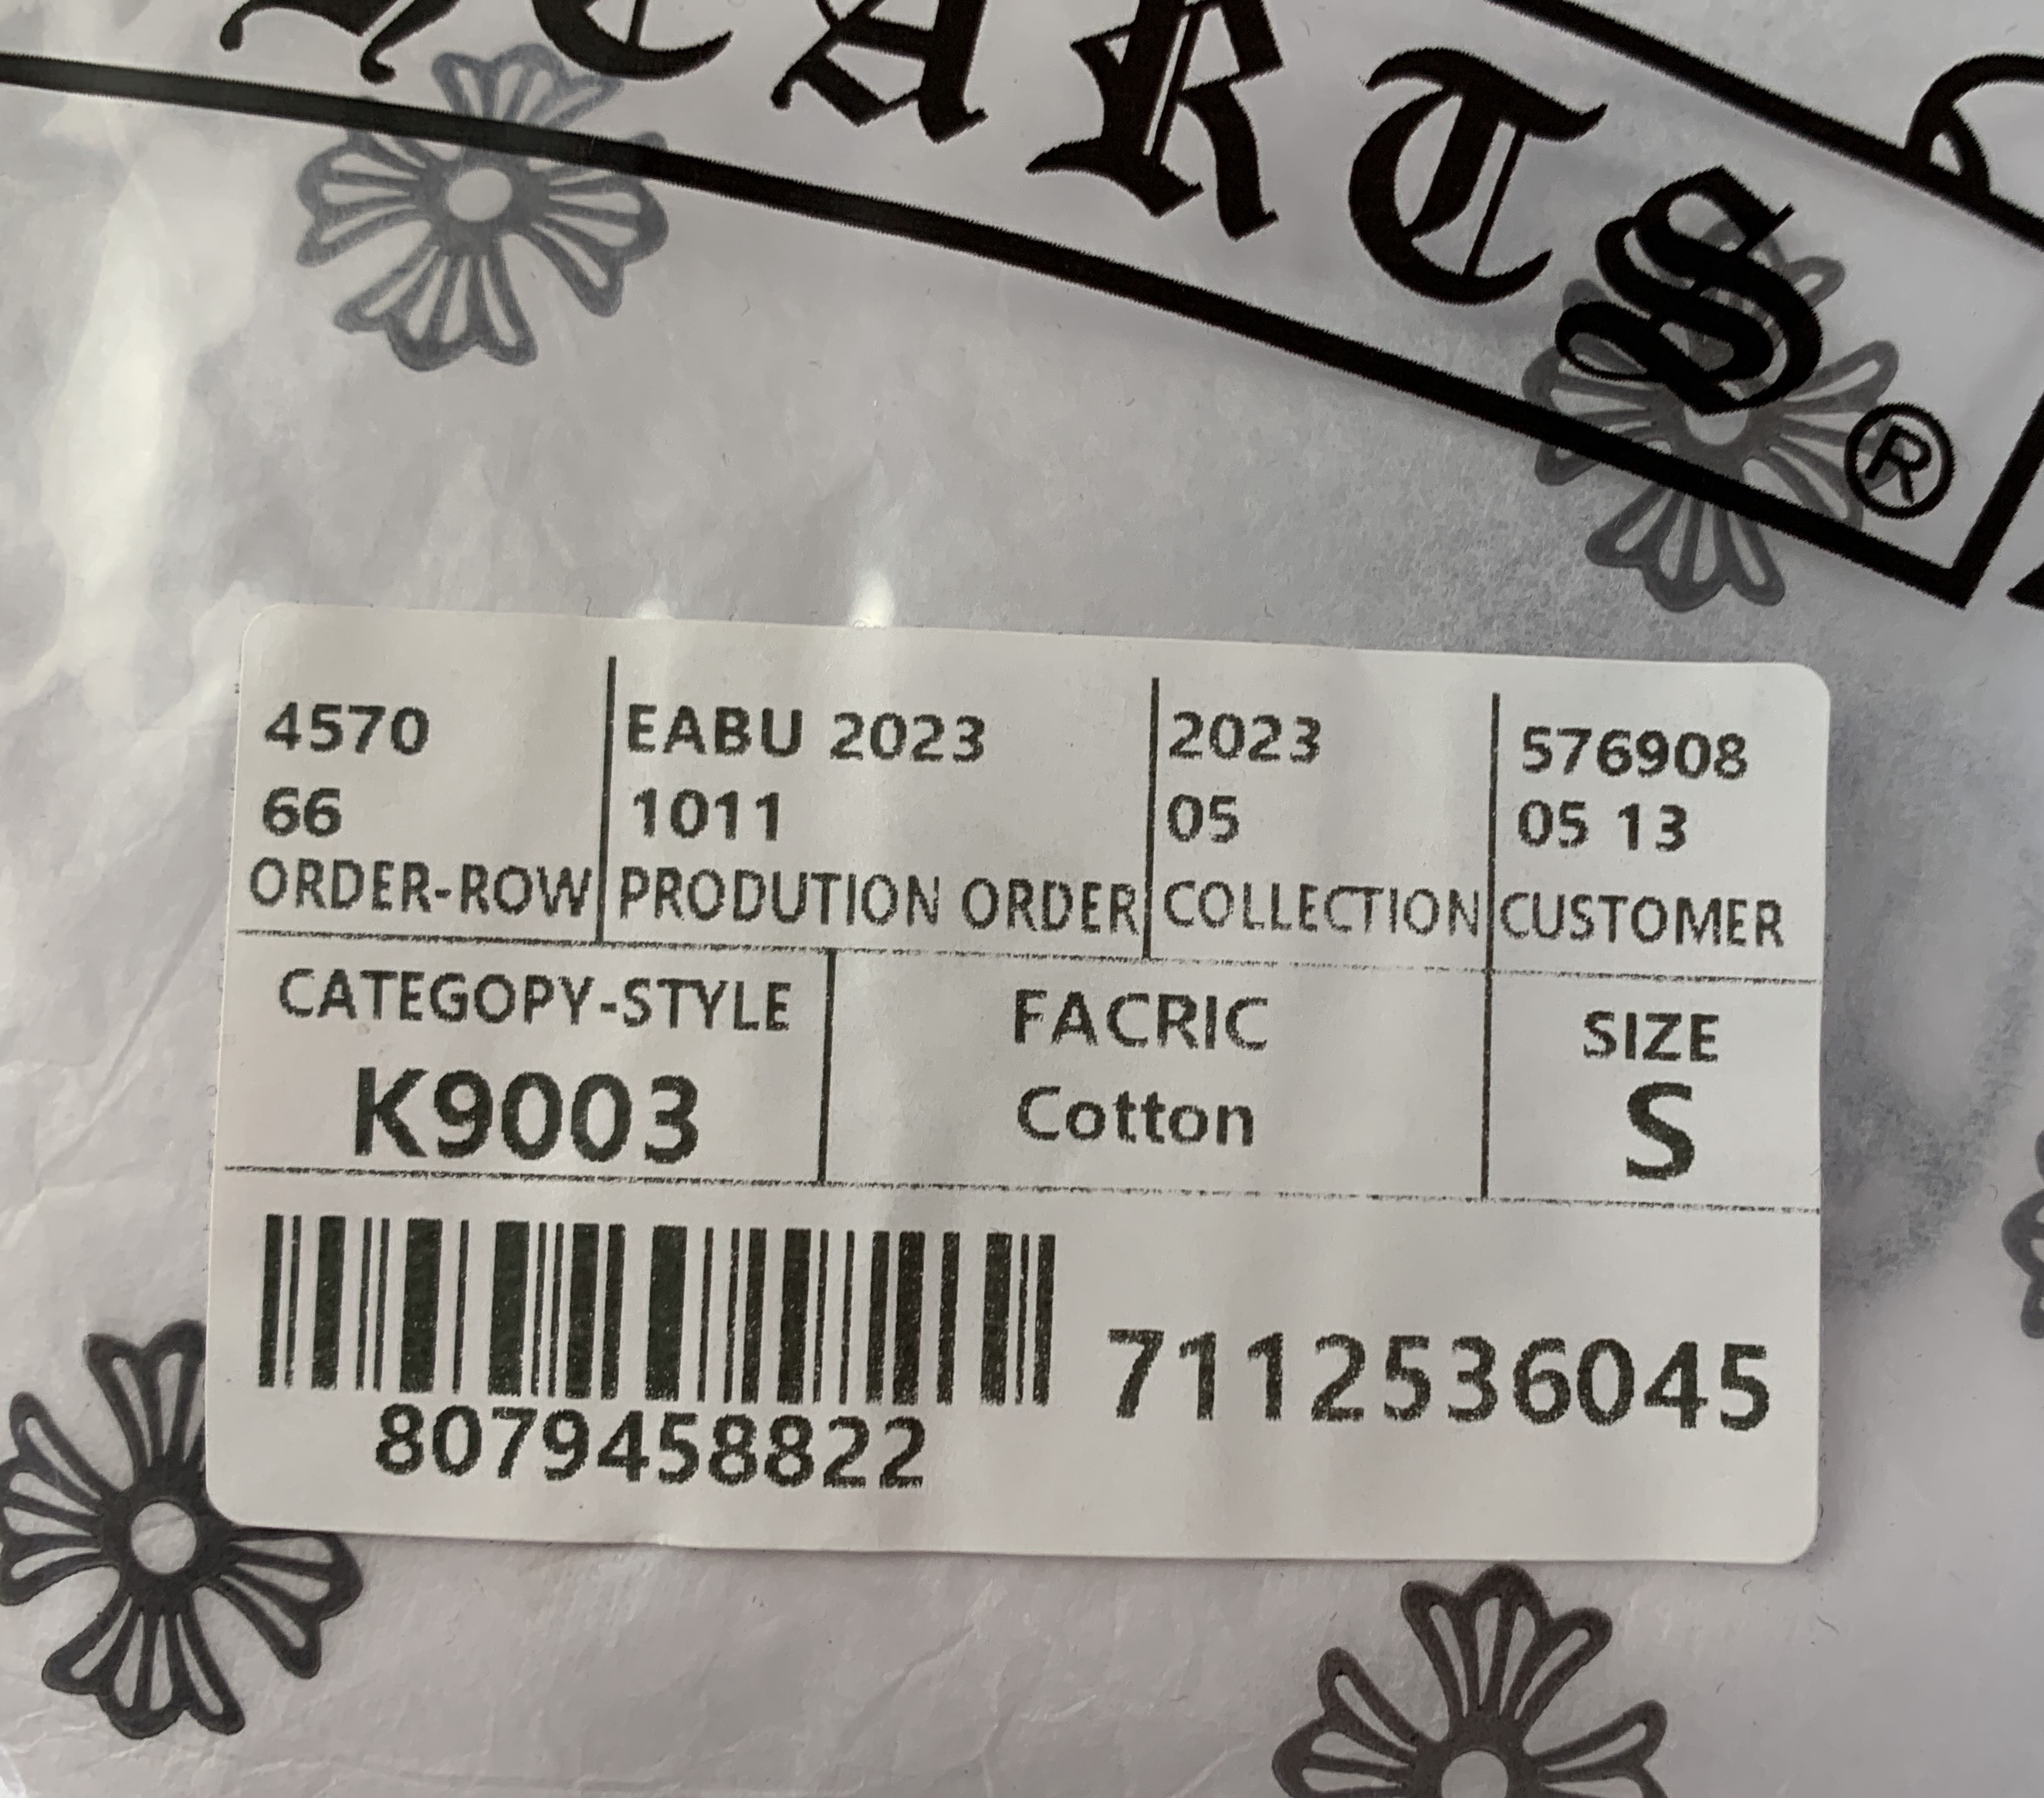 HEARTS®
4570
66
ORDER-ROW
EABU 2023
1011
PRODUTION ORDER
2023
05
COLLECTION
576908
05 13
CUSTOMER
CATEGOPY-STYLE
K9003
FACRIC
Cotton
SIZE
S
8079458822
7112536045